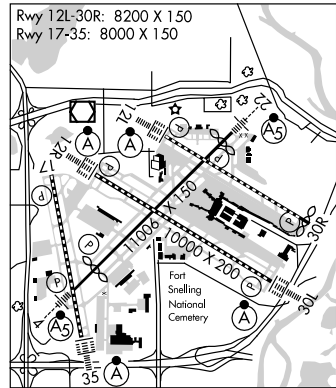 Rwy 12L-30R: 8200 X 150
Rwy 17-35: 8000 X 150
12L
22
A5
A
A
P
P
17
12R
P
P
P
P
30R
11006 X 150
10000 X 200
P
P
Fort
Snelling
National
Cemetery
P
30L
4
A5
A
35
A